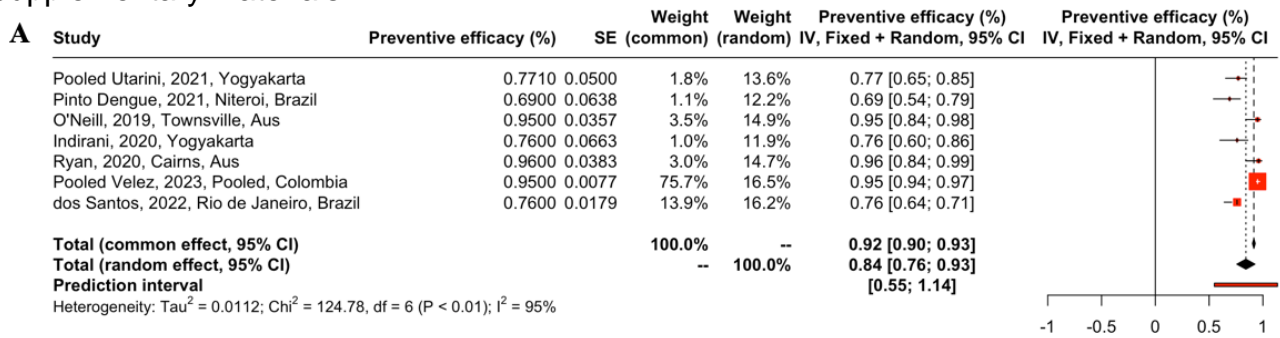 A
Study Preventive efficacy (%) SE Weight (common) Weight (random) Preventive efficacy (%) IV, Fixed + Random, 95% CI Preventive efficacy (%) IV, Fixed + Random, 95% CI
Pooled Utarini, 2021, Yogyakarta 0.7710 0.0500 1.8% 13.6% 0.77 [0.65; 0.85]
Pinto Dengue, 2021, Niteroi, Brazil 0.6900 0.0638 1.1% 12.2% 0.69 [0.54; 0.79]
O'Neill, 2019, Townsville, Aus 0.9500 0.0357 3.5% 14.9% 0.95 [0.84; 0.98]
Indirani, 2020, Yogyakarta 0.7600 0.0663 1.0% 11.9% 0.76 [0.60; 0.86]
Ryan, 2020, Cairns, Aus 0.9600 0.0383 3.0% 14.7% 0.96 [0.84; 0.99]
Pooled Velez, 2023, Pooled, Colombia 0.9500 0.0077 75.7% 16.5% 0.95 [0.94; 0.97]
dos Santos, 2022, Rio de Janeiro, Brazil 0.7600 0.0179 13.9% 16.2% 0.76 [0.64; 0.71]
Total (common effect, 95% CI) 100.0% -- 0.92 [0.90; 0.93]
Total (random effect, 95% CI) -- 100.0% 0.84 [0.76; 0.93]
Prediction interval [0.55; 1.14]
Heterogeneity: Tau² = 0.0112; Chi² = 124.78, df = 6 (P < 0.01); I² = 95%
-1 -0.5 0 0.5 1